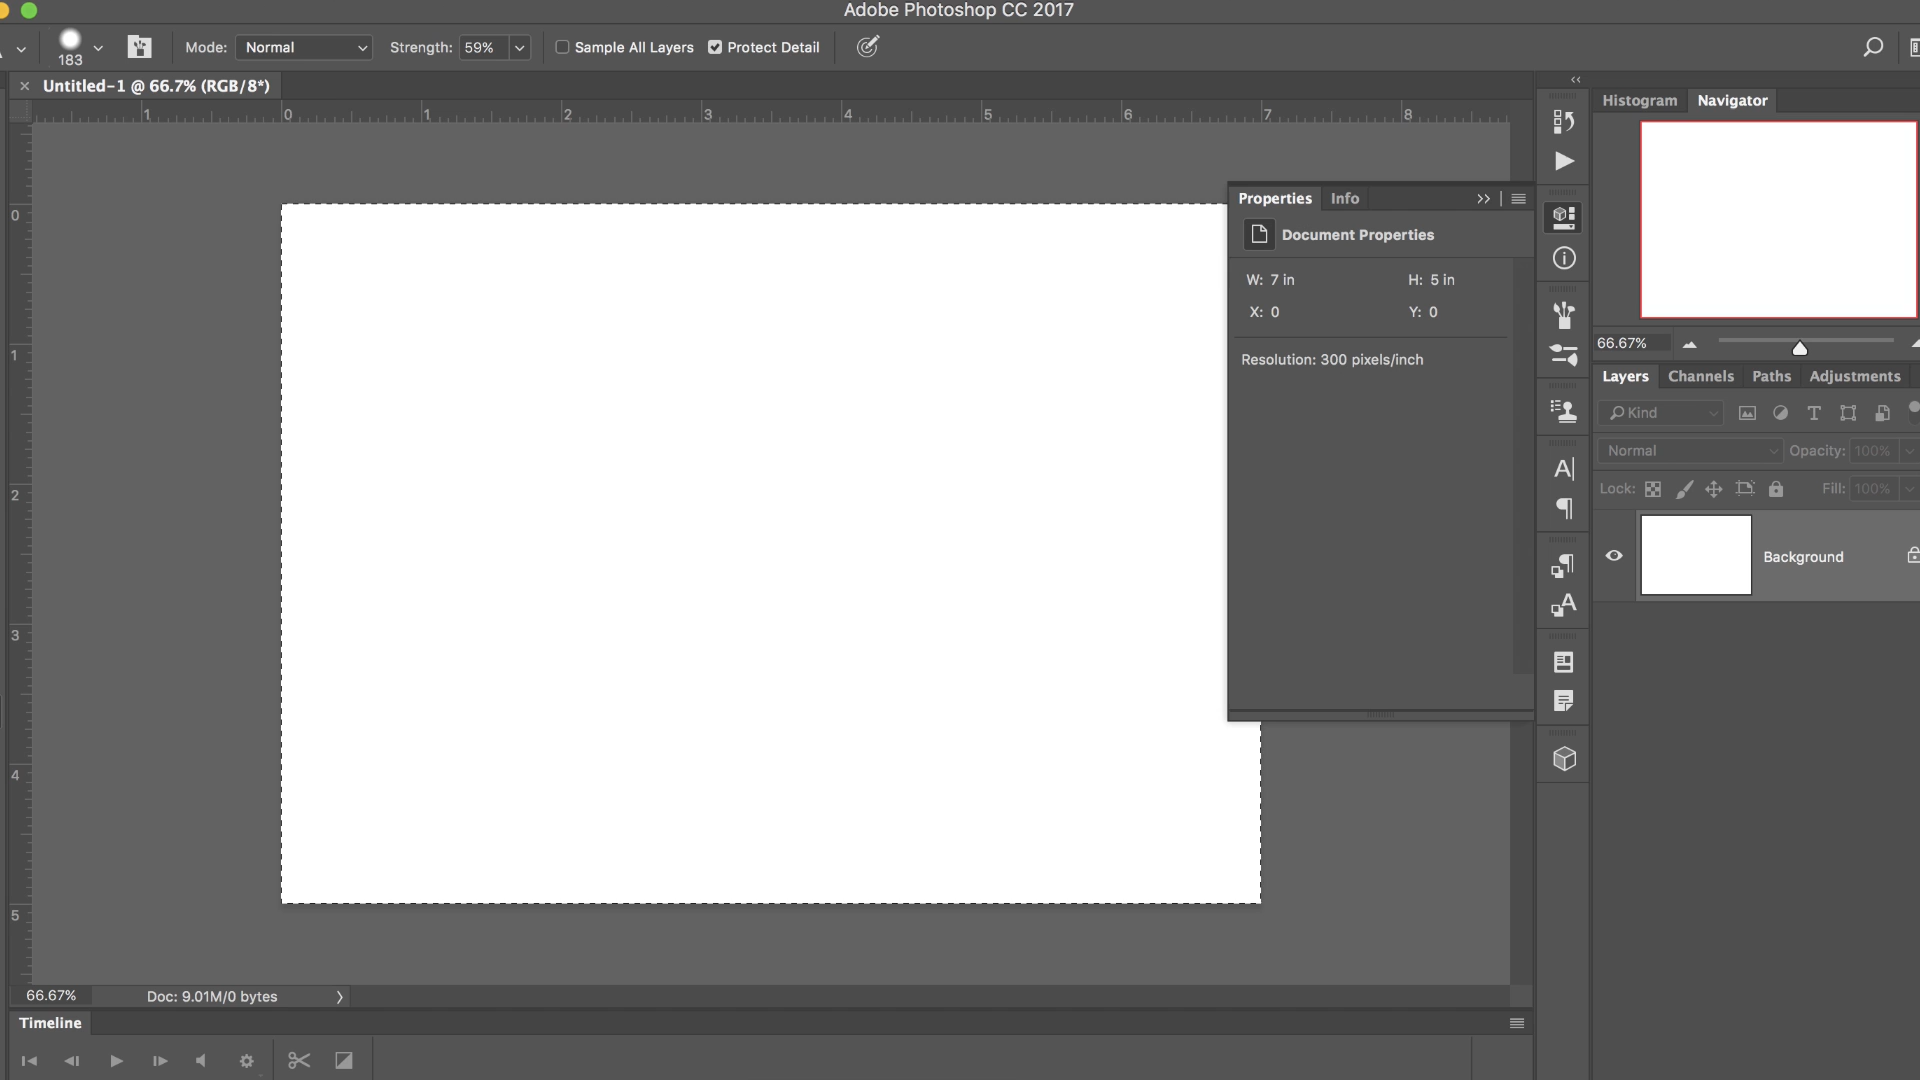 Adobe Photoshop CC 2017
183
Mode: Normal
Strength: 59%
Sample All Layers
Protect Detail
Untitled-1 @ 66.7% (RGB/8*)
1 0 1 2 3 4 5 6 7 8
0
1
2
3
4
5
Properties Info
Document Properties
W: 7 in H: 5 in
X: 0 Y: 0
Resolution: 300 pixels/inch
Histogram Navigator
66.67%
Layers Channels Paths Adjustments
Kind
Normal Opacity: 100%
Lock: Fill: 100%
Background
66.67% Doc: 9.01M/0 bytes
Timeline